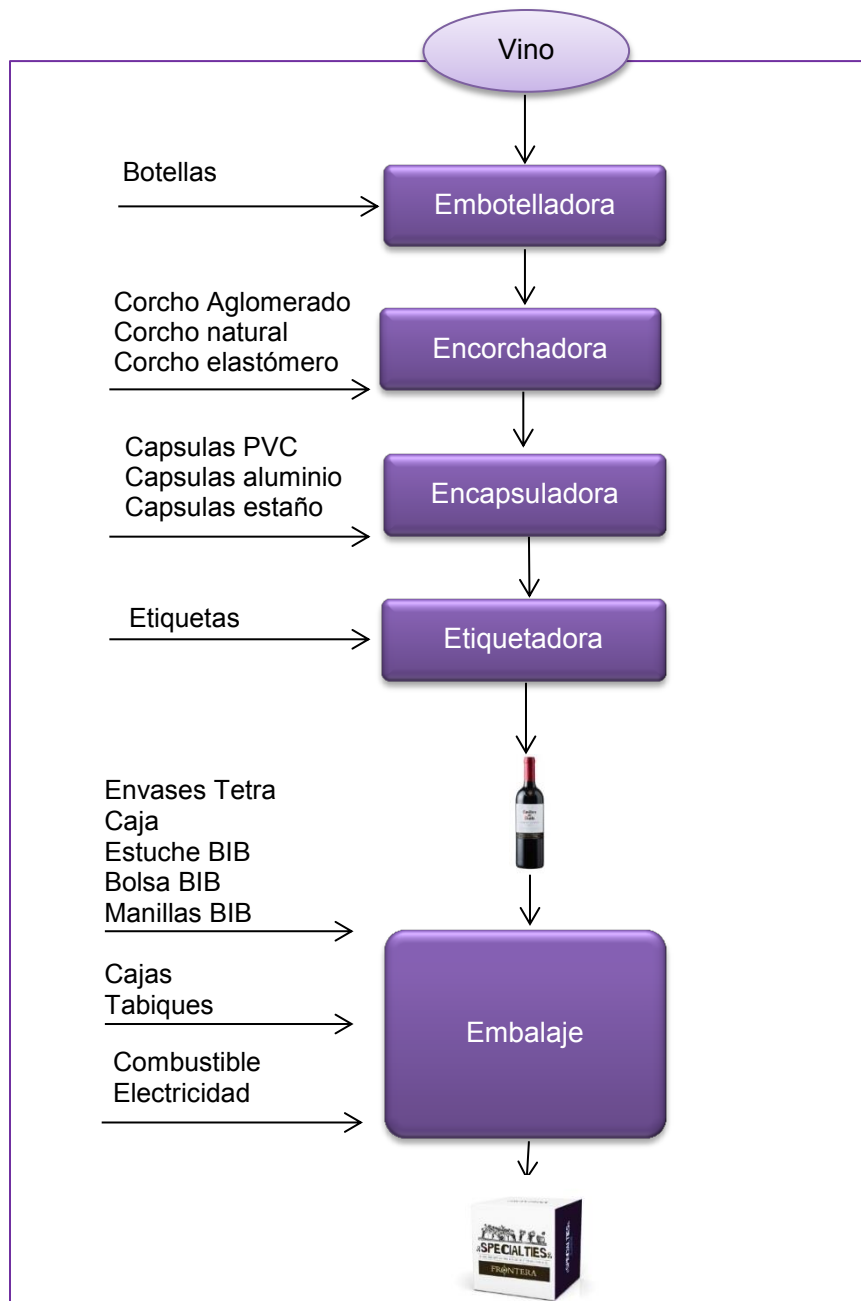 Vino
Botellas
Embotelladora
Corcho Aglomerado
Corcho natural
Corcho elastómero
Encorchadora
Capsulas PVC
Capsulas aluminio
Capsulas estaño
Encapsuladora
Etiquetas
Etiquetadora
Envases Tetra
Caja
Estuche BIB
Bolsa BIB
Manillas BIB
Cajas
Tabiques
Embalaje
Combustible
Electricidad
SPECIALTIES
FRONTERA